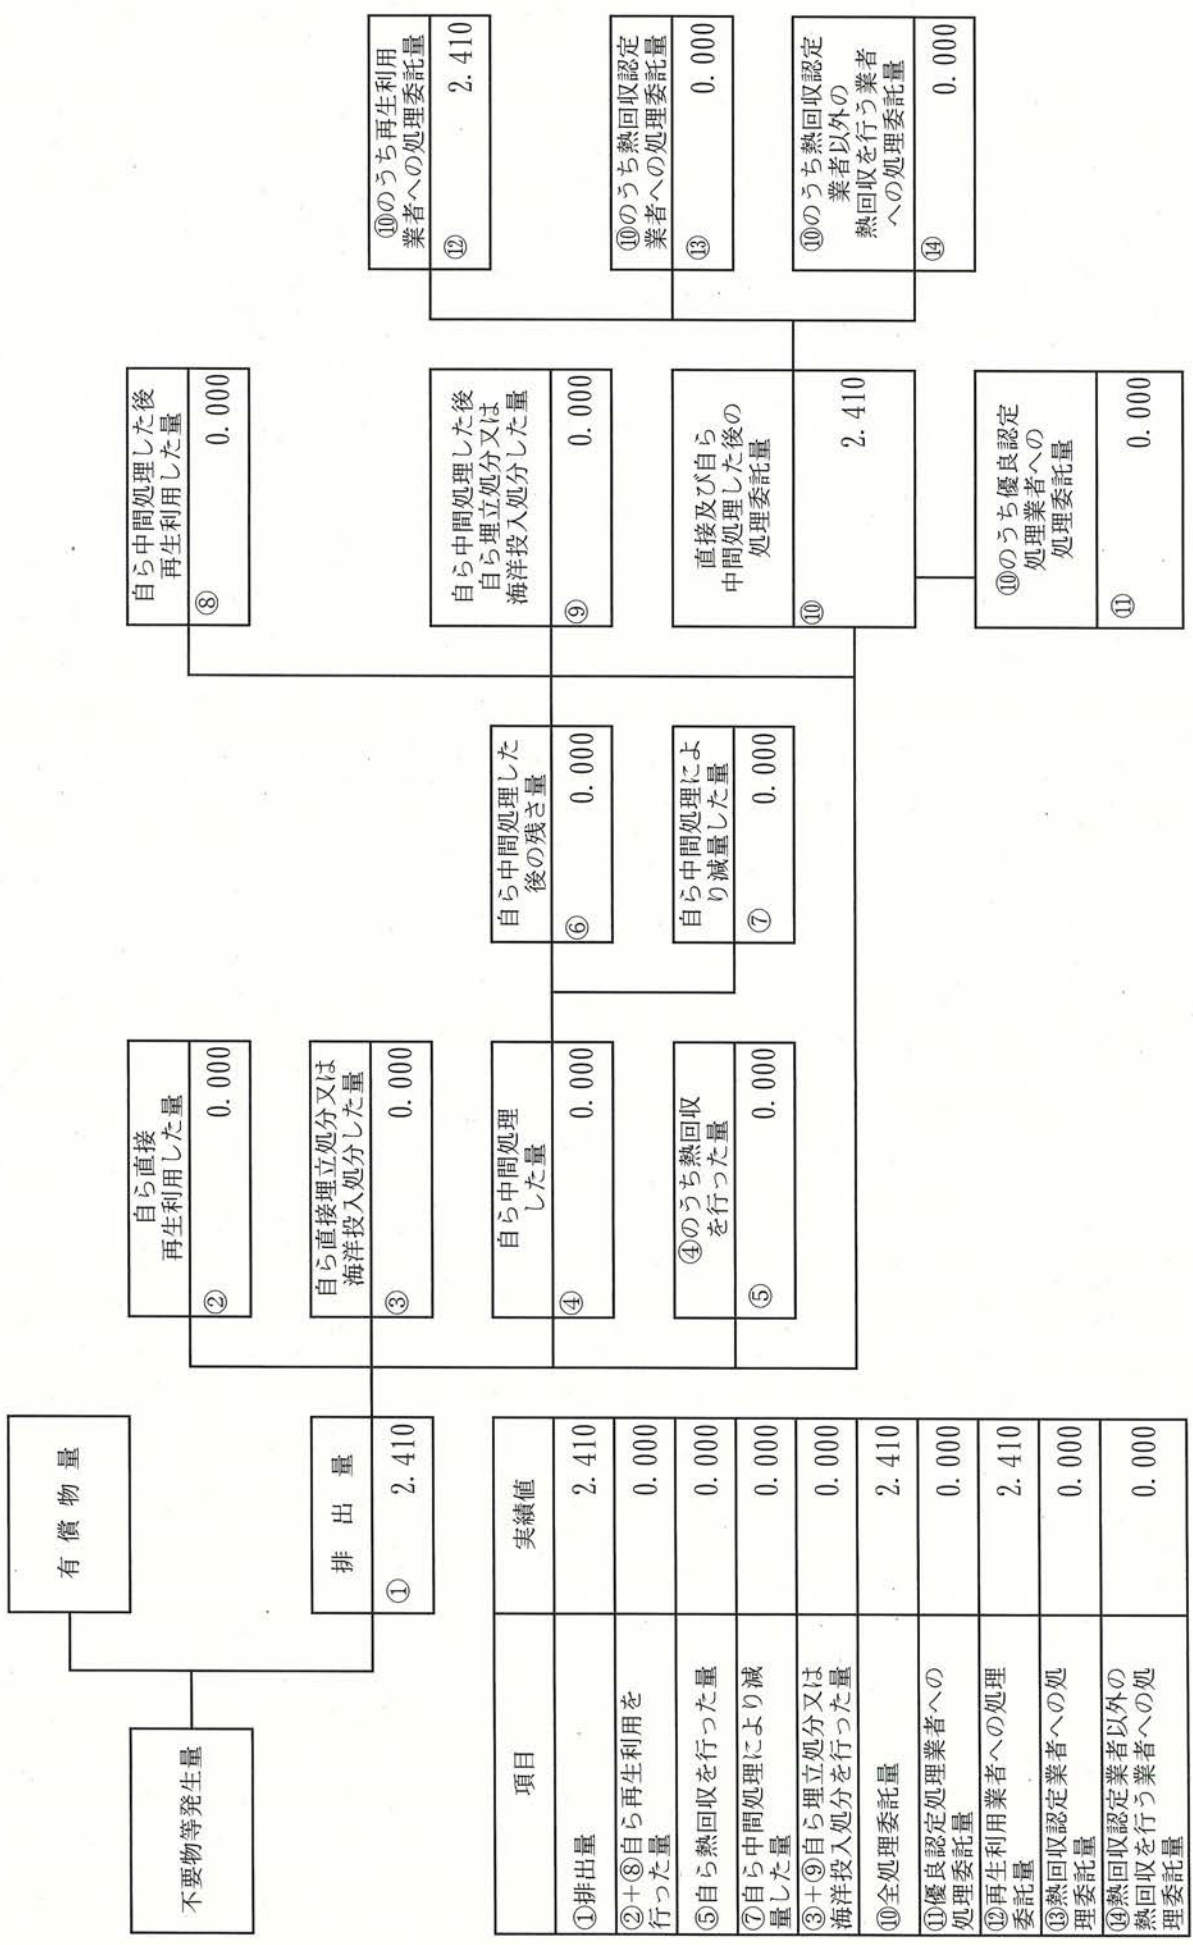 不要物等発生量
有償物量
排出量
① 2.410
自ら直接
再生利用した量
② 0.000
自ら直接埋立処分又は
海洋投入処分した量
③ 0.000
自ら中間処理
した量
④ 0.000
④のうち熱回収
を行った量
⑤ 0.000
自ら中間処理した
後の残さ量
⑥ 0.000
自ら中間処理によ
り減量した量
⑦ 0.000
自ら中間処理した後
再生利用した量
⑧ 0.000
自ら中間処理した後
自ら埋立処分又は
海洋投入処分した量
⑨ 0.000
直接及び自ら
中間処理した後の
処理委託量
⑩ 2.410
⑩のうち優良認定
処理業者への
処理委託量
⑪ 0.000
⑩のうち再生利用
業者への処理委託量
⑫ 2.410
⑩のうち熱回収認定
業者への処理委託量
⑬ 0.000
⑩のうち熱回収認定
業者以外の
熱回収を行う業者
への処理委託量
⑭ 0.000
項目 実績値
①排出量 2.410
②+⑧自ら再生利用を
行った量 0.000
⑤自ら熱回収を行った量 0.000
⑦自ら中間処理により減
量した量 0.000
③+⑨自ら埋立処分又は
海洋投入処分を行った量 0.000
⑩全処理委託量 2.410
⑪優良認定処理業者への
処理委託量 0.000
⑫再生利用業者への処理
委託量 2.410
⑬熱回収認定業者への処
理委託量 0.000
⑭熱回収認定業者以外の
熱回収を行う業者への処
理委託量 0.000